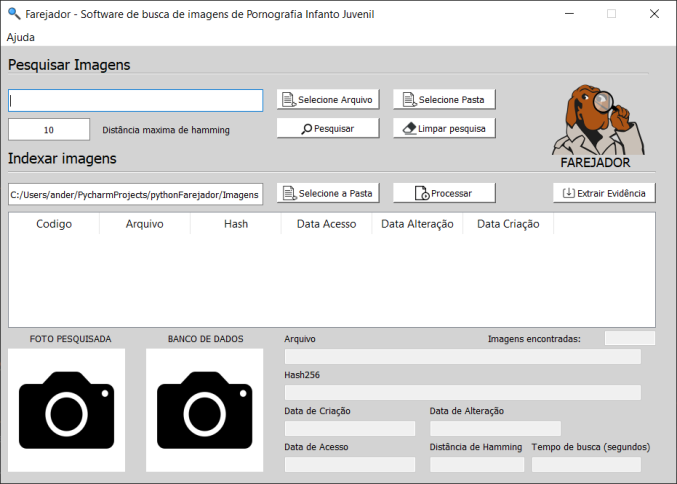 Farejador - Software de busca de imagens de Pornografia Infanto Juvenil
Ajuda
Pesquisar Imagens
Selecione Arquivo
Selecione Pasta
10
Distância maxima de hamming
Pesquisar
Limpar pesquisa
FAREJADOR
Indexar imagens
C:/Users/ander/PycharmProjects/pythonFarejador/Imagens
Selecione a Pasta
Processar
Extrair Evidência
Codigo Arquivo Hash Data Acesso Data Alteração Data Criação
FOTO PESQUISADA
BANCO DE DADOS
Arquivo
Imagens encontradas:
Hash256
Data de Criação
Data de Alteração
Data de Acesso
Distância de Hamming
Tempo de busca (segundos)